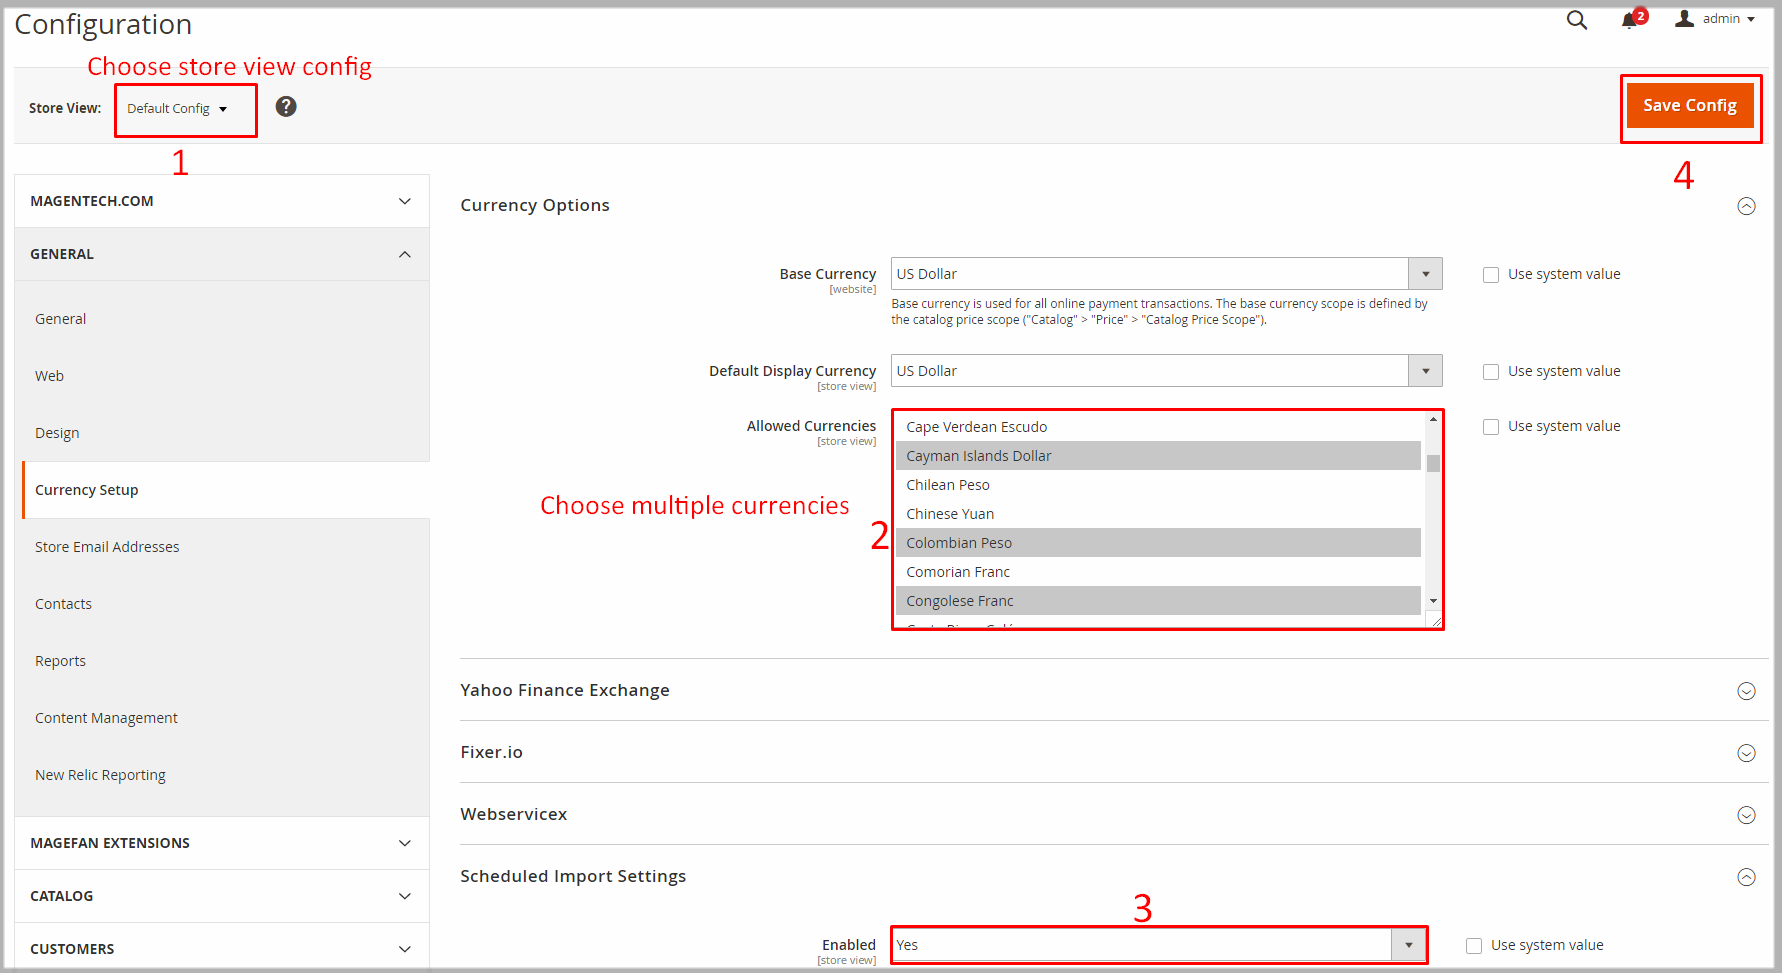 Configuration
2
admin
Choose store view config
Store View:
Default Config
?
Save Config
1
4
MAGENTECH.COM
GENERAL
General
Web
Design
Currency Setup
Store Email Addresses
Contacts
Reports
Content Management
New Relic Reporting
MAGEFAN EXTENSIONS
CATALOG
CUSTOMERS
Currency Options
Base Currency
[website]
US Dollar
Use system value
Base currency is used for all online payment transactions. The base currency scope is defined by
the catalog price scope ("Catalog" > "Price" > "Catalog Price Scope").
Default Display Currency
[store view]
US Dollar
Use system value
Allowed Currencies
[store view]
Cape Verdean Escudo
Cayman Islands Dollar
Chilean Peso
Chinese Yuan
Colombian Peso
Comorian Franc
Congolese Franc
Use system value
Choose multiple currencies
2
Yahoo Finance Exchange
Fixer.io
Webservicex
Scheduled Import Settings
3
Enabled
[store view]
Yes
Use system value